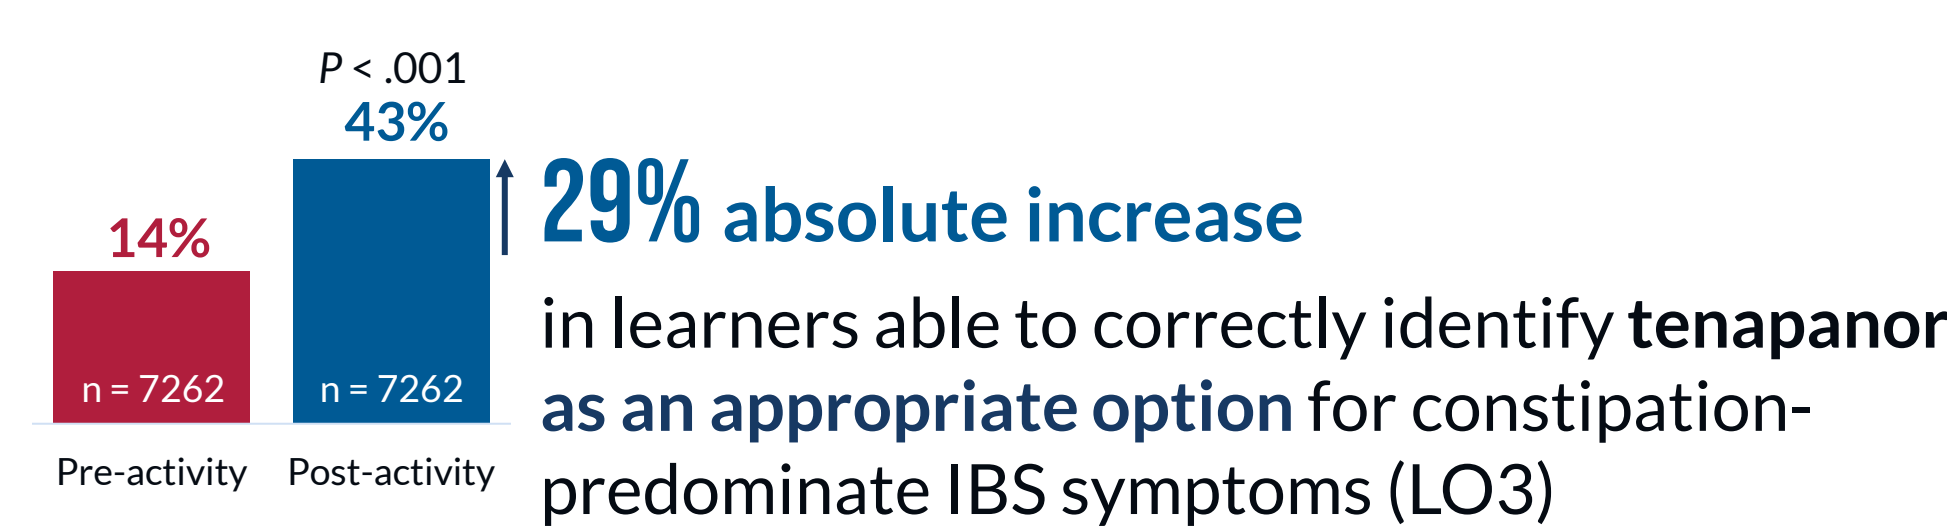 P < .001
43%
14%
n = 7262
n = 7262
Pre-activity
Post-activity
29% absolute increase
in learners able to correctly identify tenapanor
as an appropriate option for constipation-
predominate IBS symptoms (LO3)